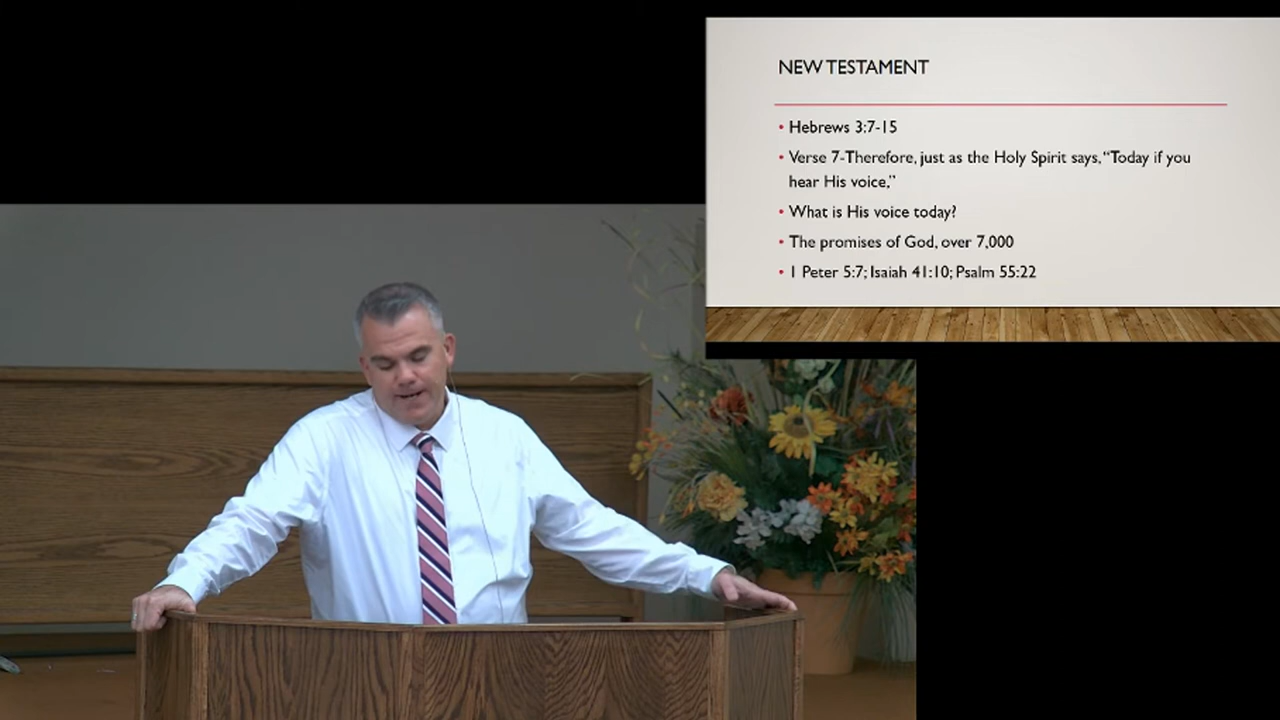 NEW TESTAMENT
• Hebrews 3:7-15
• Verse 7-Therefore, just as the Holy Spirit says, “Today if you
hear His voice,”
• What is His voice today?
• The promises of God, over 7,000
• 1 Peter 5:7; Isaiah 41:10; Psalm 55:22